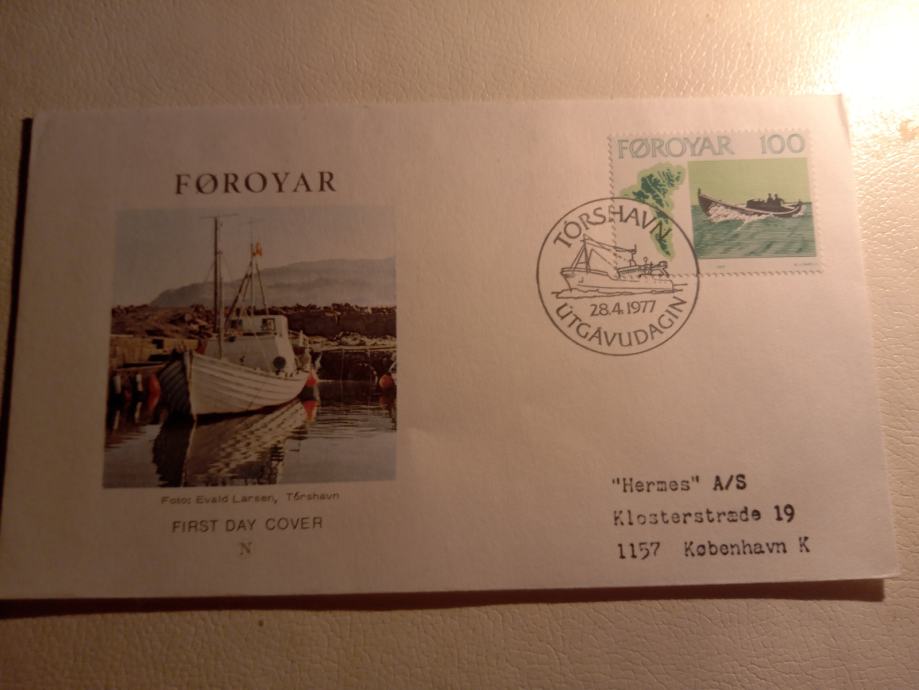 FØROYAR
Foto: Evald Larsen, Tórshavn
FIRST DAY COVER
N
FØROYAR 100
TÓRSHAVN
28.4.1977
ÚTGÁVUDAGIN
"Hermes" A/S
Klosterstræde 19
1157 København K